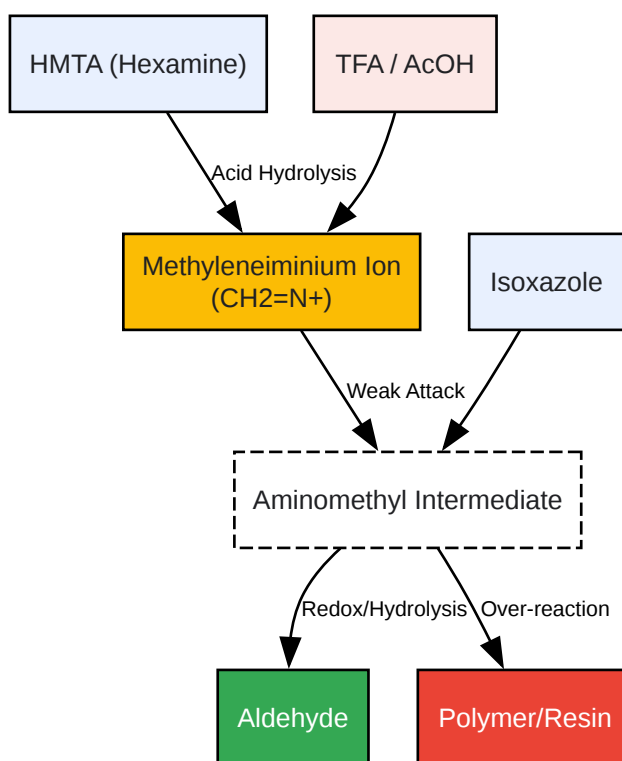 HMTA (Hexamine)
TFA / AcOH
Acid Hydrolysis
Methyleneiminium Ion
(CH2=N+)
Isoxazole
Weak Attack
Aminomethyl Intermediate
Redox/Hydrolysis
Over-reaction
Aldehyde
Polymer/Resin